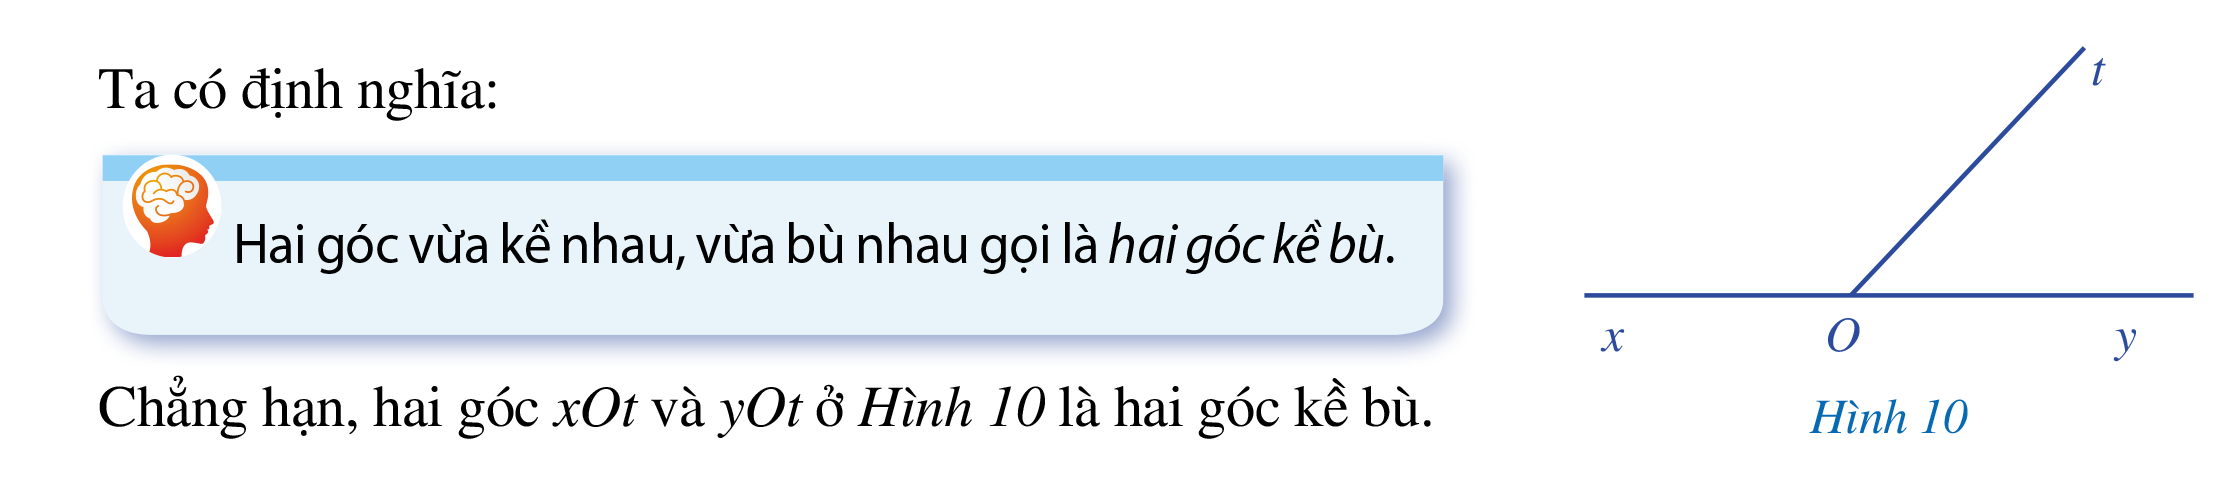 Ta có định nghĩa:
Hai góc vừa kề nhau, vừa bù nhau gọi là hai góc kề bù.
Chẳng hạn, hai góc xOt và yOt ở Hình 10 là hai góc kề bù.
t
x O y
Hình 10